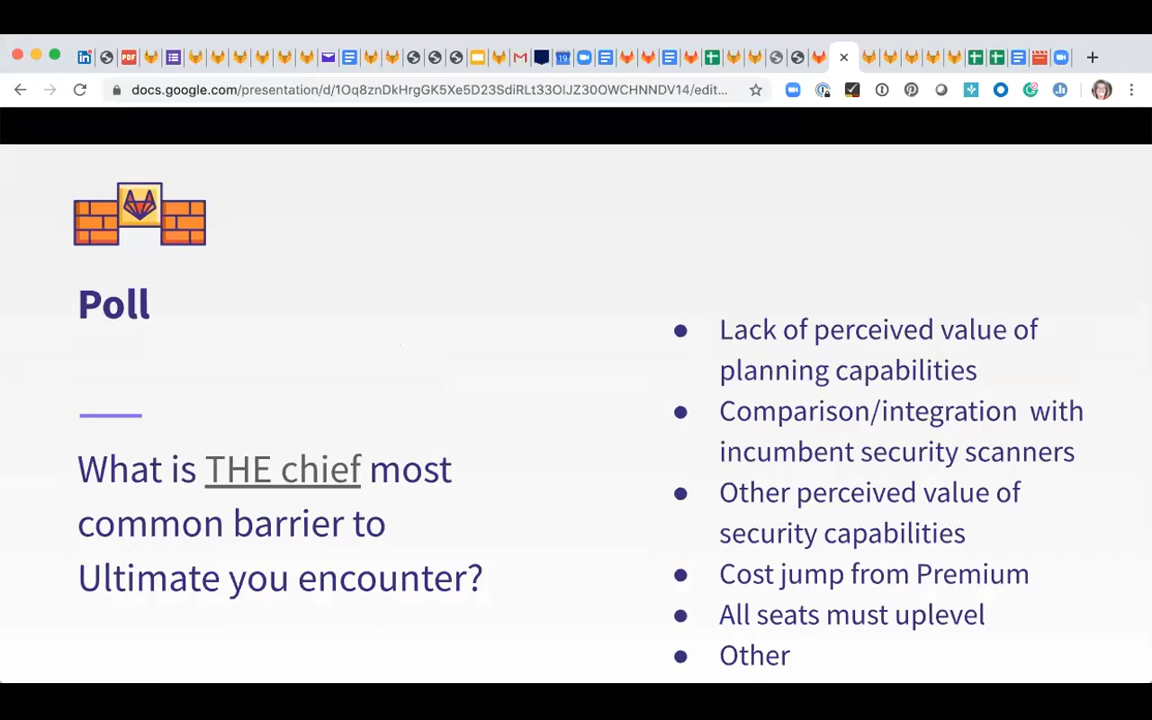 docs.google.com/presentation/d/1Oq8znDkHrgGK5Xe5D23SdiRLt33OIJZ30OWCHNNDV14/edit...
Poll
What is THE chief most
common barrier to
Ultimate you encounter?
● Lack of perceived value of
planning capabilities
● Comparison/integration with
incumbent security scanners
● Other perceived value of
security capabilities
● Cost jump from Premium
● All seats must uplevel
● Other